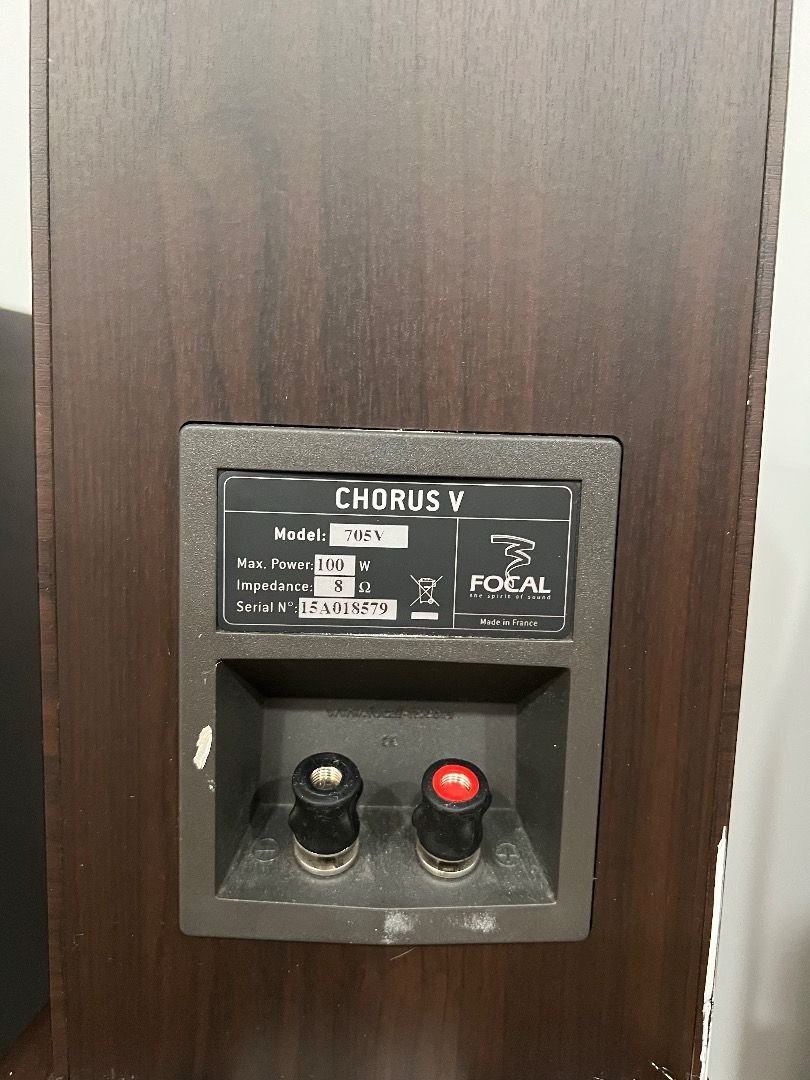 CHORUS V
Model: 705V
Max. Power: 100 W
Impedance: 8 Ω
Serial N°: 15A018579
FOCAL
the spirit of sound
Made in France